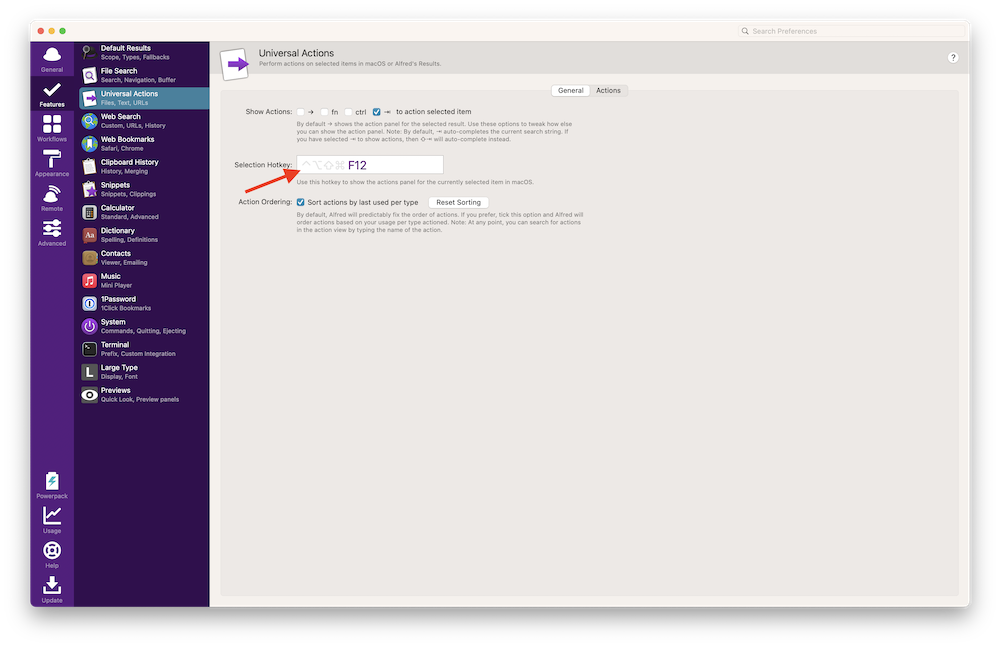 Search Preferences
General
Features
Workflows
Appearance
Remote
Advanced
Powerpack
Usage
Help
Update
Default Results
Scope, Types, Fallbacks
File Search
Search, Navigation, Buffer
Universal Actions
Files, Text, URLs
Web Search
Custom, URLs, History
Web Bookmarks
Safari, Chrome
Clipboard History
History, Merging
Snippets
Snippets, Clippings
Calculator
Standard, Advanced
Dictionary
Spelling, Definitions
Contacts
Viewer, Emailing
Music
Mini Player
1Password
1Click Bookmarks
System
Commands, Quitting, Ejecting
Terminal
Prefix, Custom Integration
Large Type
Display, Font
Previews
Quick Look, Preview panels
Universal Actions
Perform actions on selected items in macOS or Alfred's Results.
?
General Actions
Show Actions: → fn ctrl ⇥ to action selected item
By default → shows the action panel for the selected result. Use these options to tweak how else
you can show the action panel. Note: By default, ⇥ auto-completes the current search string. If
you have selected ⇥ to show actions, then ⇧⇥ will auto-complete instead.
Selection Hotkey: ⌃⌥⇧⌘ F12
Use this hotkey to show the actions panel for the currently selected item in macOS.
Action Ordering: Sort actions by last used per type Reset Sorting
By default, Alfred will predictably fix the order of actions. If you prefer, tick this option and Alfred will
order actions based on your usage per type actioned. Note: At any point, you can search for actions
in the action view by typing the name of the action.